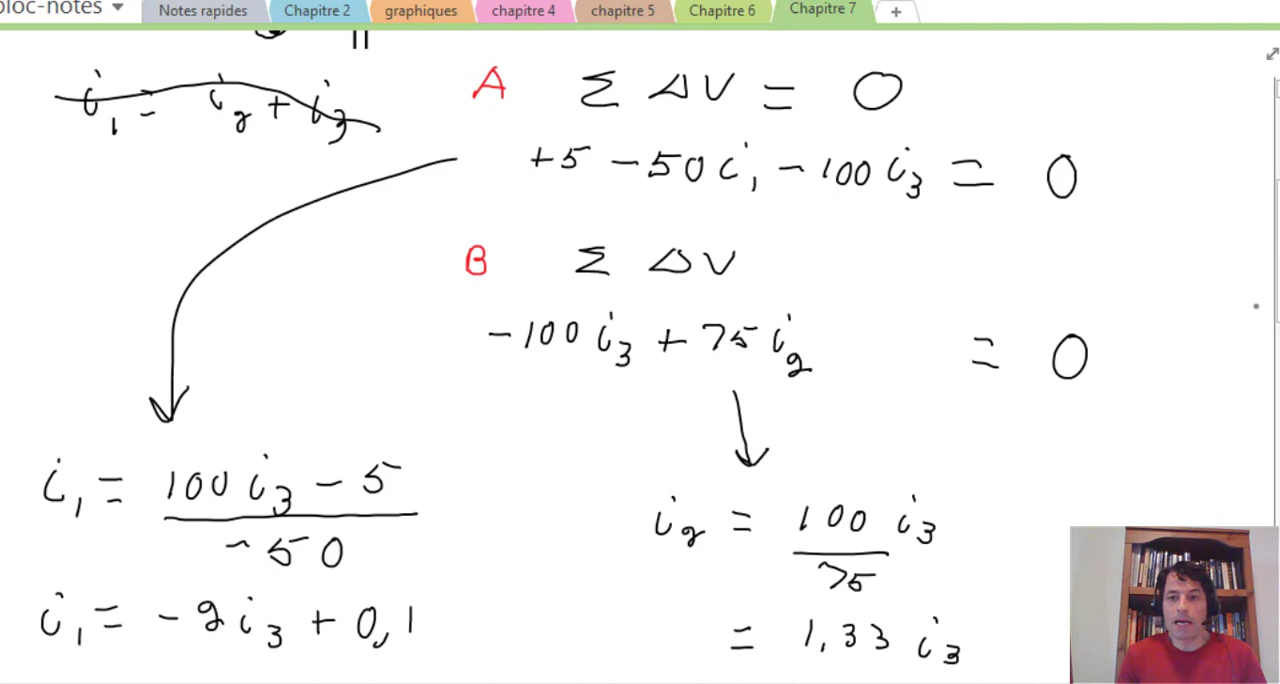 bloc-notes Notes rapides Chapitre 2 graphiques chapitre 4 chapitre 5 Chapitre 6 Chapitre 7 +
i₁ = i₂ + i₃
A Σ ΔV = 0
+5 - 50 i₁ - 100 i₃ = 0
B Σ ΔV
-100 i₃ + 75 i₂ = 0
i₁ = 100 i₃ - 5
-50
i₁ = -2 i₃ + 0,1
i₂ = 100 i₃
75
= 1,33 i₃